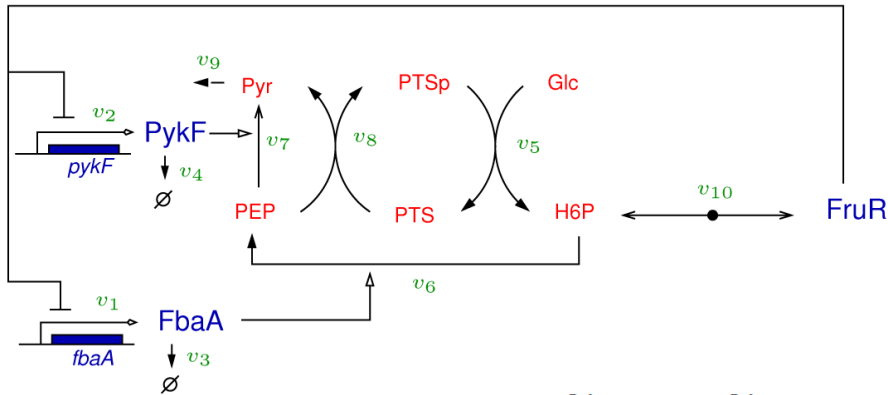 v9
Pyr
PTSp
Glc
v2
PykF
v7
v8
v5
pykF
v4
∅
PEP
PTS
H6P
v10
FruR
v6
v1
FbaA
fbaA
v3
∅